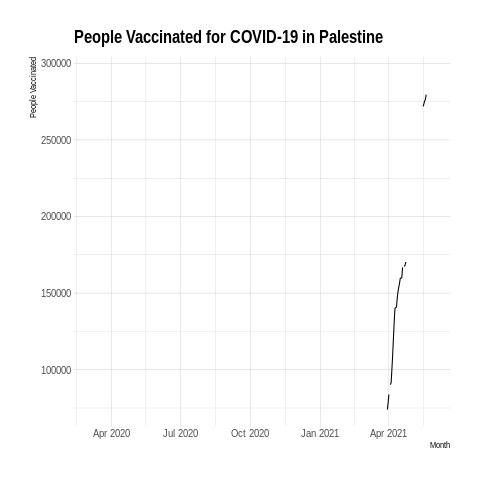 People Vaccinated for COVID-19 in Palestine
People Vaccinated
300000
250000
200000
150000
100000
Apr 2020 Jul 2020 Oct 2020 Jan 2021 Apr 2021
Month